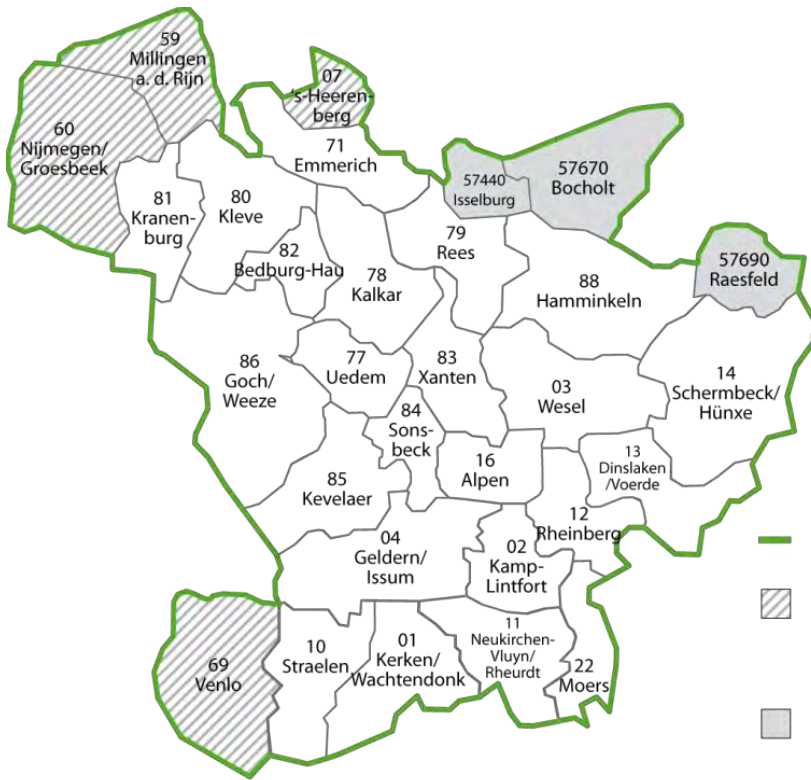 59
Millingen
a. d. Rijn
07
's-Heeren-
berg
60
Nijmegen/
Groesbeek
71
Emmerich
57440
Isselburg
57670
Bocholt
81
Kranen-
burg
80
Kleve
82
Bedburg-Hau
78
Kalkar
79
Rees
88
Hamminkeln
57690
Raesfeld
86
Goch/
Weeze
77
Uedem
83
Xanten
03
Wesel
14
Schermbeck/
Hünxe
84
Sons-
beck
85
Kevelaer
16
Alpen
13
Dinslaken
/Voerde
12
Rheinberg
04
Geldern/
Issum
02
Kamp-
Lintfort
69
Venlo
10
Straelen
01
Kerken/
Wachtendonk
11
Neukirchen-
Vluyn/
Rheurdt
22
Moers